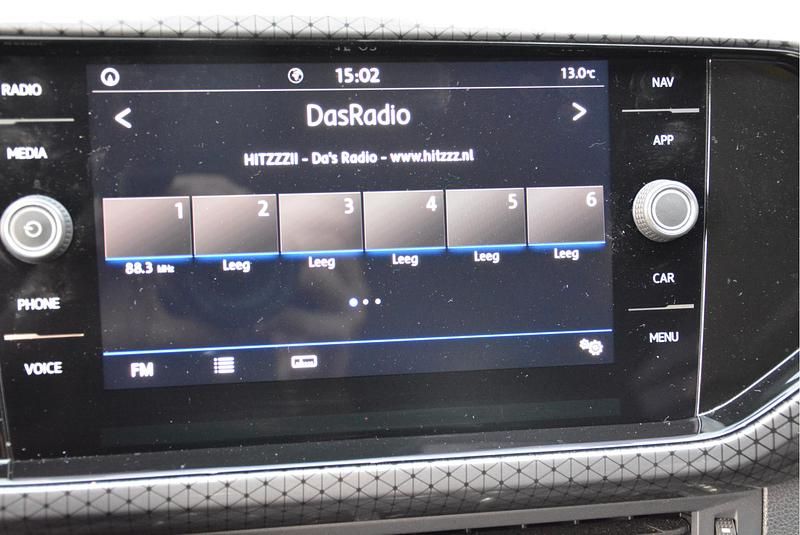 RADIO
MEDIA
PHONE
VOICE
15:02
13.0°C
< DasRadio >
HITZZZ!! - Da's Radio - www.hitzzz.nl
1 2 3 4 5 6
88.3 MHz Leeg Leeg Leeg Leeg Leeg
FM
NAV
APP
CAR
MENU